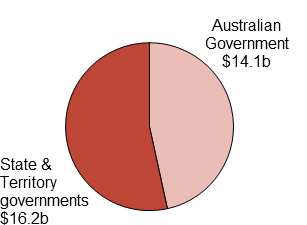 Australian
Government
$14.1b
State &
Territory
governments
$16.2b